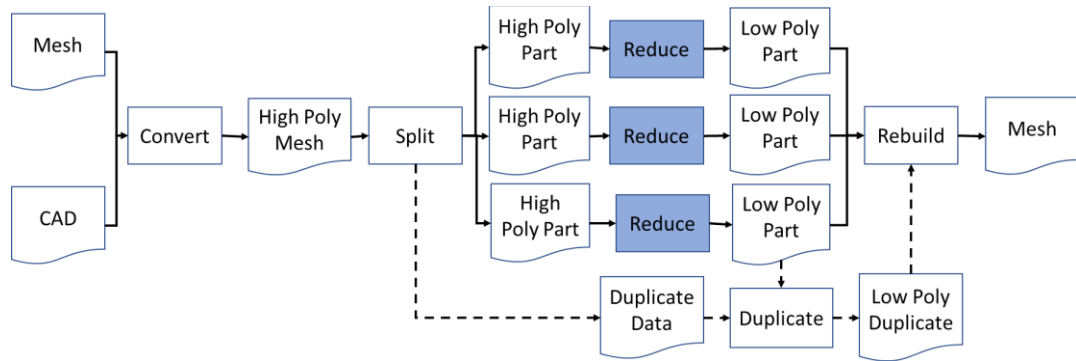 Mesh
CAD
Convert
High Poly
Mesh
Split
High Poly
Part
Reduce
Low Poly
Part
High Poly
Part
Reduce
Low Poly
Part
High
Poly Part
Reduce
Low Poly
Part
Rebuild
Mesh
Duplicate
Data
Duplicate
Low Poly
Duplicate